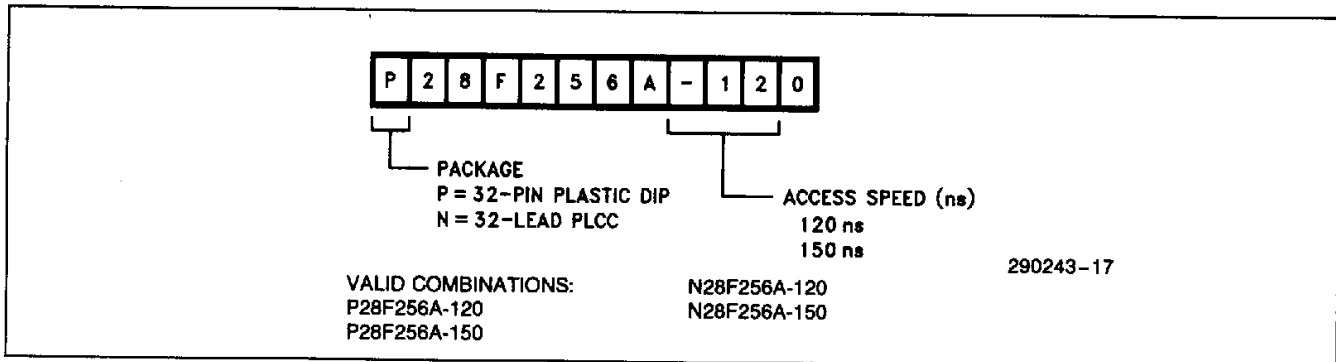 P28F256A-120
PACKAGE
P = 32-PIN PLASTIC DIP
N = 32-LEAD PLCC
ACCESS SPEED (ns)
120 ns
150 ns
290243-17
VALID COMBINATIONS:
P28F256A-120
P28F256A-150
N28F256A-120
N28F256A-150